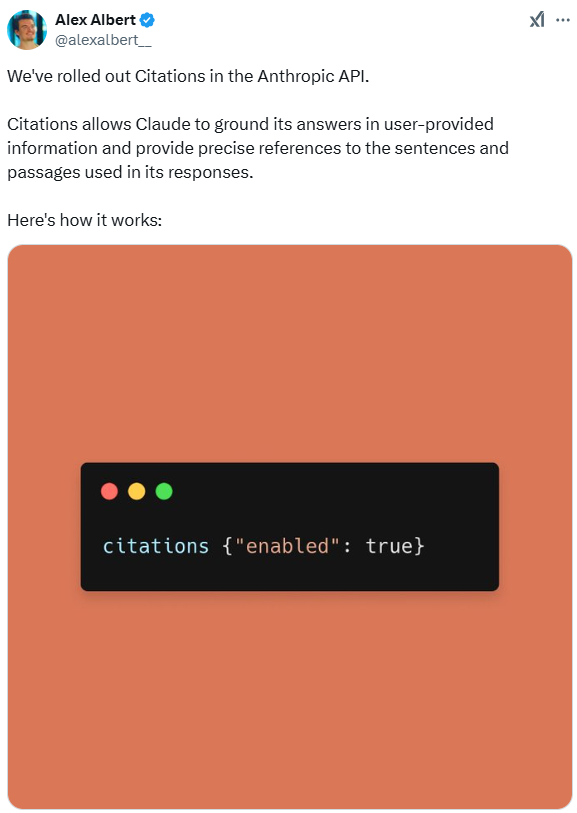 Alex Albert
@alexalbert__
We've rolled out Citations in the Anthropic API.
Citations allows Claude to ground its answers in user-provided
information and provide precise references to the sentences and
passages used in its responses.
Here's how it works:
citations {"enabled": true}